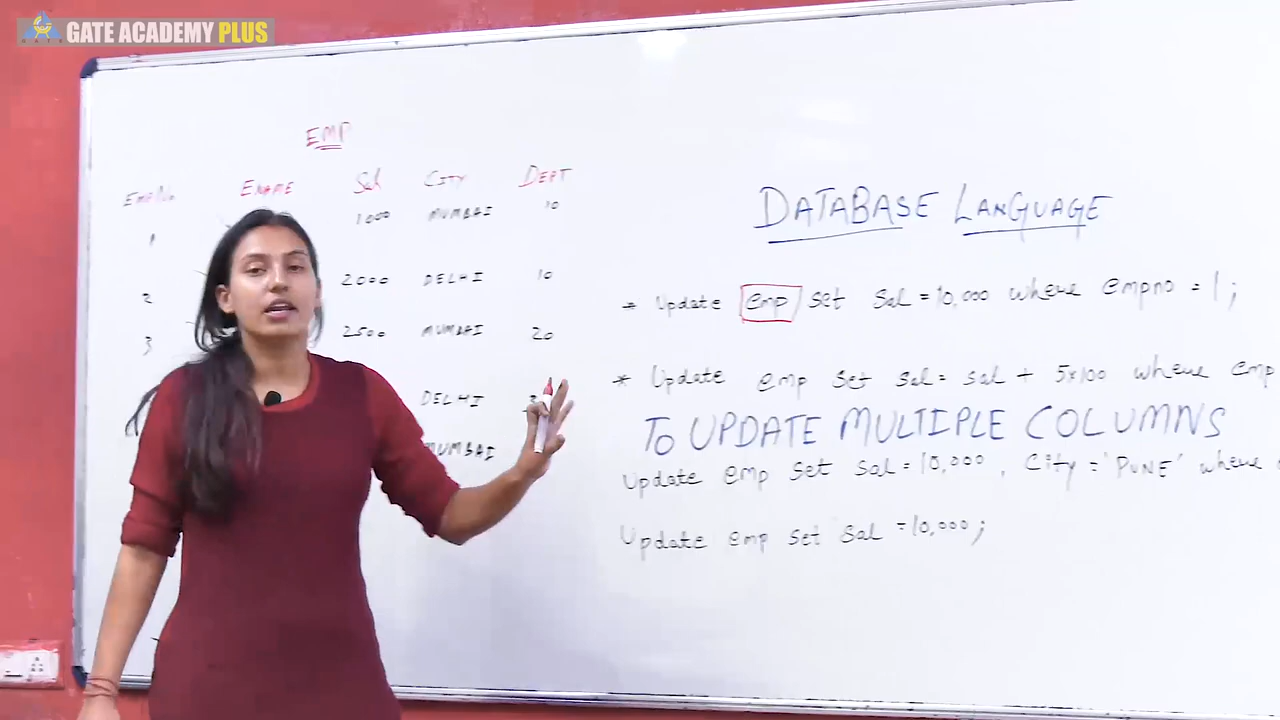 GATE ACADEMY PLUS
EMP
EMPNo ENAME Sal CITY DEPT
1 1000 MUMBAI 10
2 2000 DELHI 10
3 2500 MUMBAI 20
DELHI
MUMBAI
DATABASE LANGUAGE
* Update emp set sal = 10,000 where empno = 1;
* Update emp set sal = sal + 5x100 where emp
TO UPDATE MULTIPLE COLUMNS
Update emp set sal = 10,000, City = 'PUNE' where
Update emp set sal = 10,000;